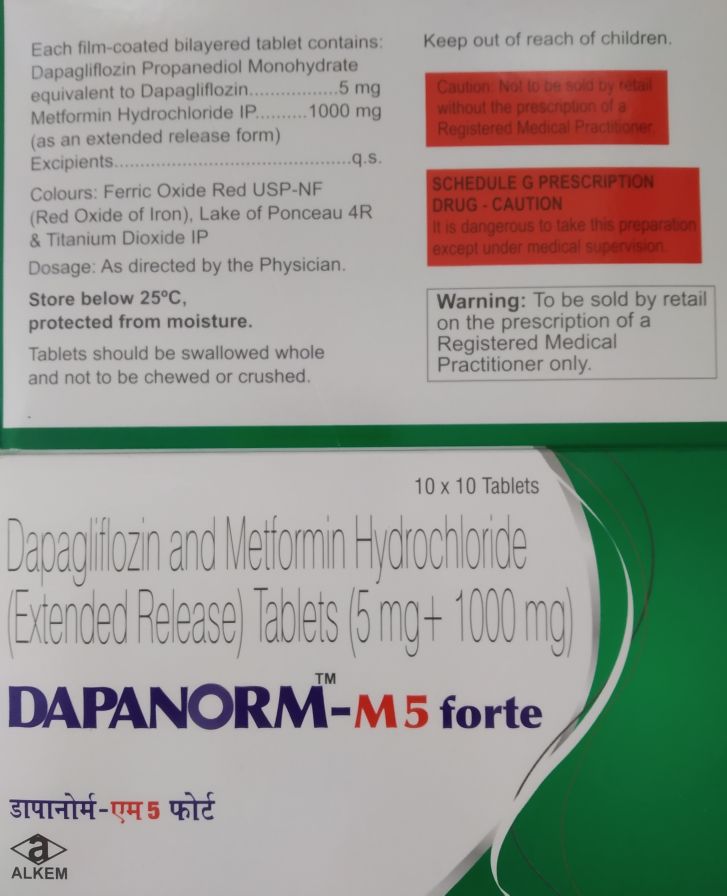 Each film-coated bilayered tablet contains:
Dapagliflozin Propanediol Monohydrate
equivalent to Dapagliflozin.................5 mg
Metformin Hydrochloride IP..........1000 mg
(as an extended release form)
Excipients.............................................q.s.
Colours: Ferric Oxide Red USP-NF
(Red Oxide of Iron), Lake of Ponceau 4R
& Titanium Dioxide IP
Dosage: As directed by the Physician.
Store below 25ºC,
protected from moisture.
Tablets should be swallowed whole
and not to be chewed or crushed.
Keep out of reach of children.
Caution: Not to be sold by retail
without the prescription of a
Registered Medical Practitioner.
SCHEDULE G PRESCRIPTION
DRUG - CAUTION
It is dangerous to take this preparation
except under medical supervision.
Warning: To be sold by retail
on the prescription of a
Registered Medical
Practitioner only.
10 x 10 Tablets
Dapagliflozin and Metformin Hydrochloride
(Extended Release) Tablets (5 mg+ 1000 mg)
DAPANORM™-M5 forte
डापानोर्म-एम 5 फोर्ट
a
ALKEM